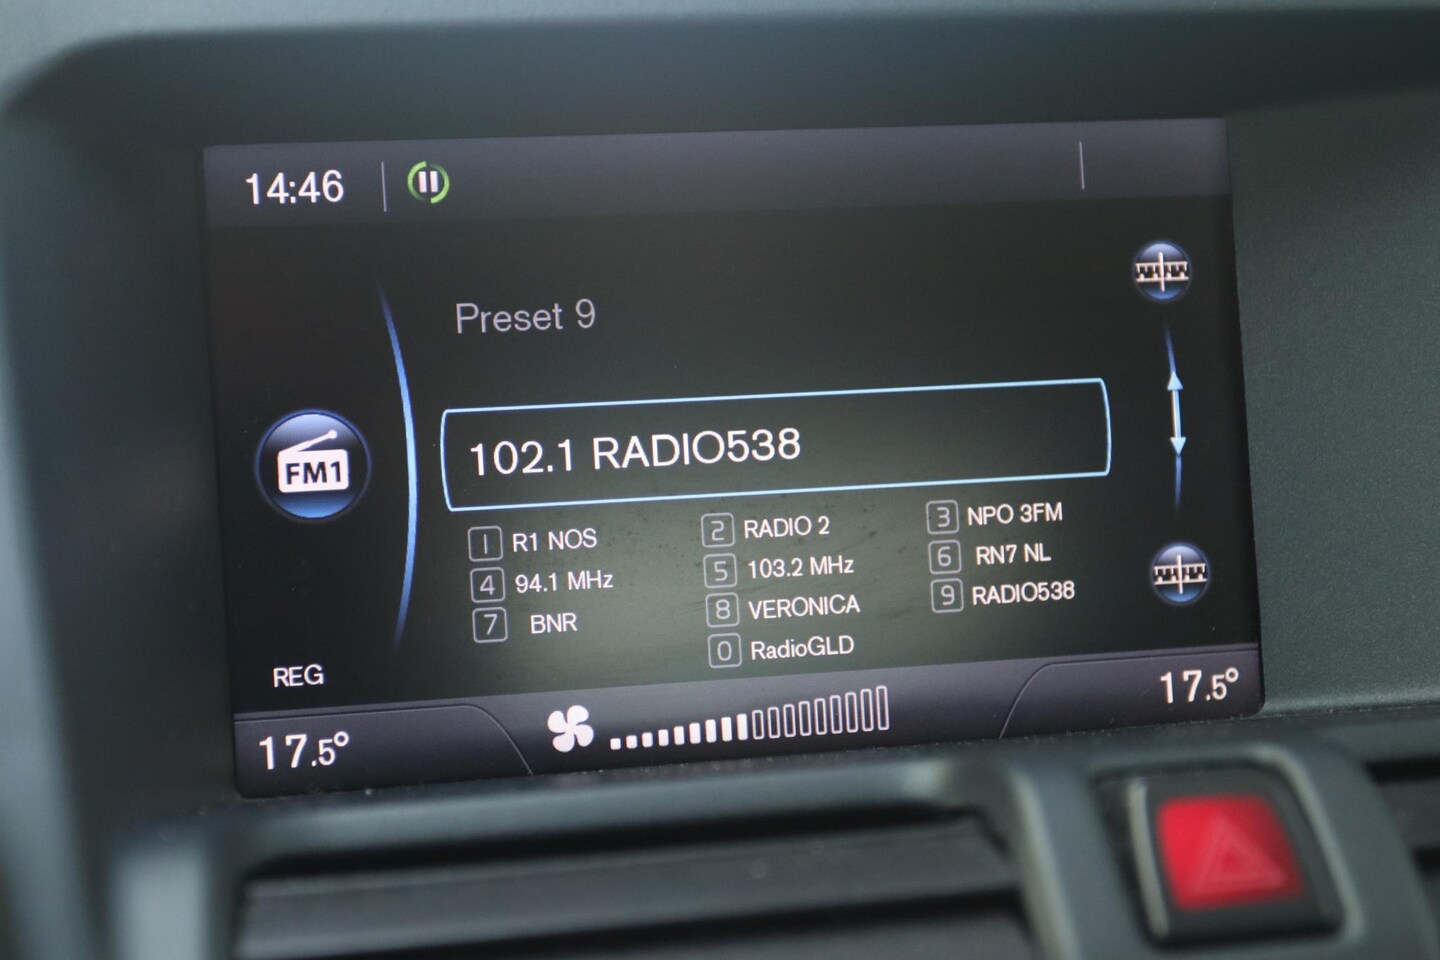 14:46
Preset 9
FM1
102.1 RADIO538
1 R1 NOS 2 RADIO 2 3 NPO 3FM
4 94.1 MHz 5 103.2 MHz 6 RN7 NL
7 BNR 8 VERONICA 9 RADIO538
0 RadioGLD
REG
17.5° 17.5°